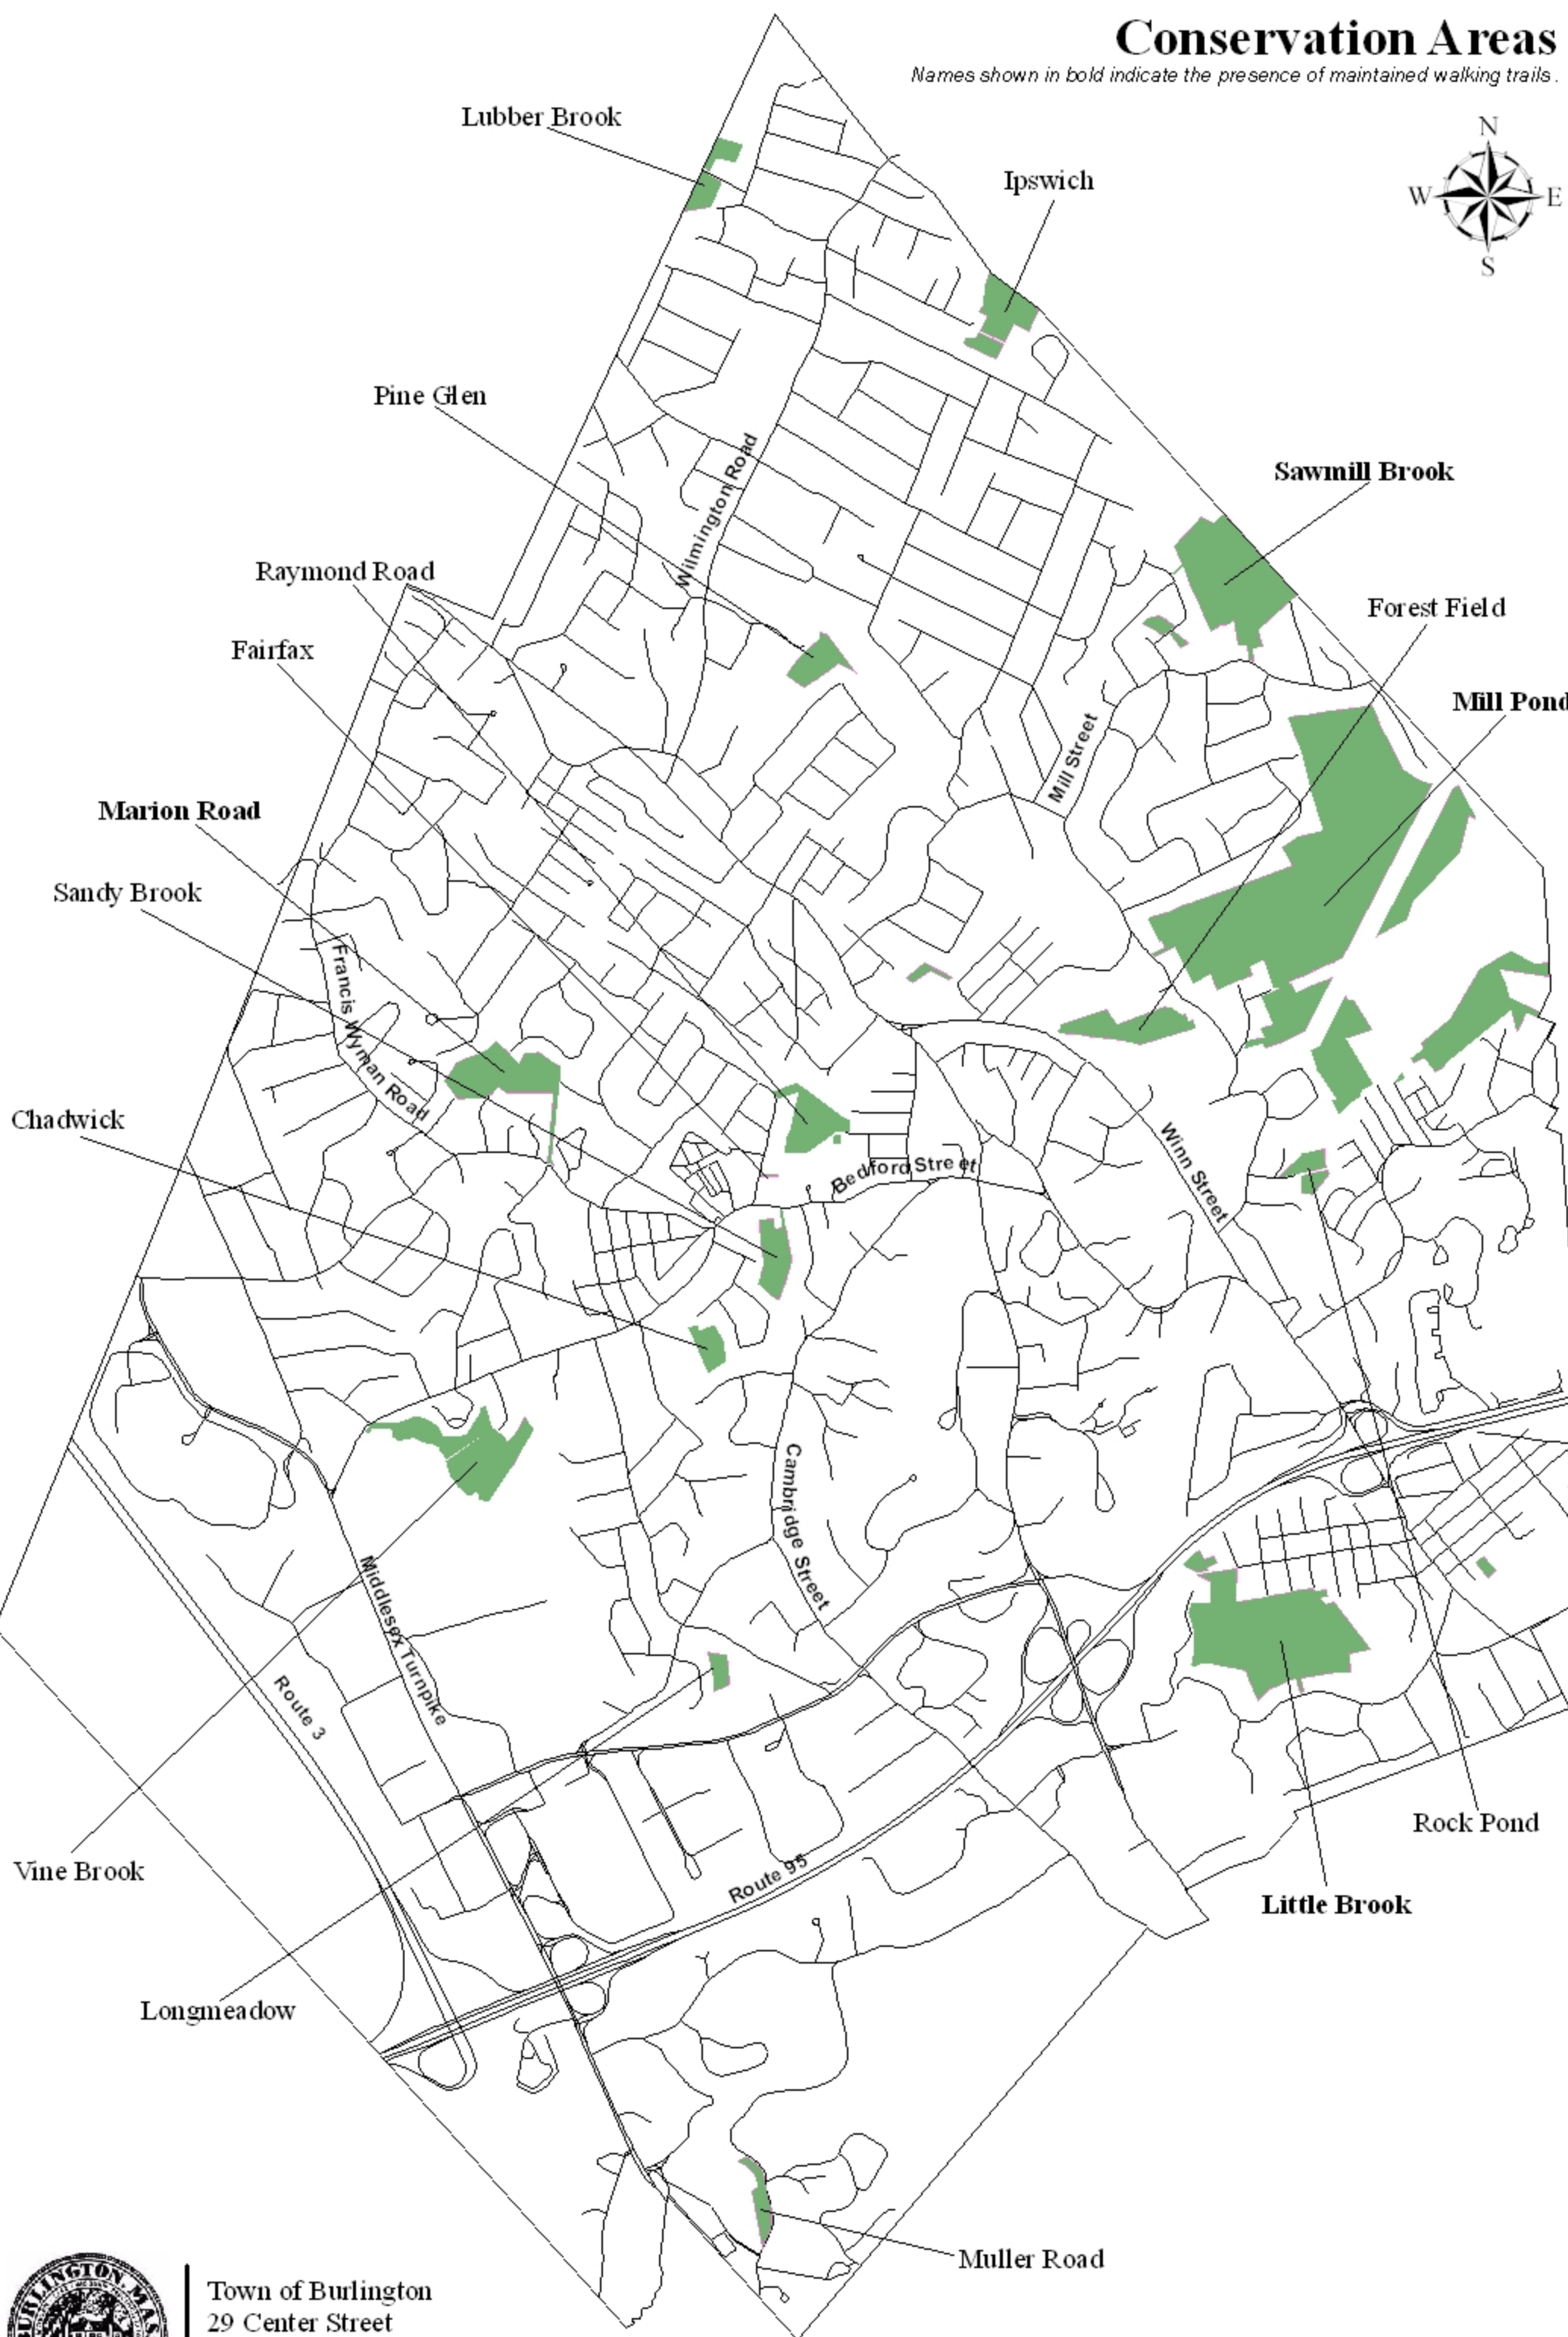 Conservation Areas
Names shown in bold indicate the presence of maintained walking trails.
N
W
E
S
Lubber Brook
Ipswich
Pine Glen
Wilmington Road
Sawmill Brook
Raymond Road
Forest Field
Fairfax
Mill Pond
Mill Street
Marion Road
Sandy Brook
Francis Wyman Road
Chadwick
Bedford Street
Winn Street
Cambridge Street
Middlesex Turnpike
Route 3
Rock Pond
Vine Brook
Route 95
Little Brook
Longmeadow
Muller Road
BURLINGTON MAS
Town of Burlington
29 Center Street